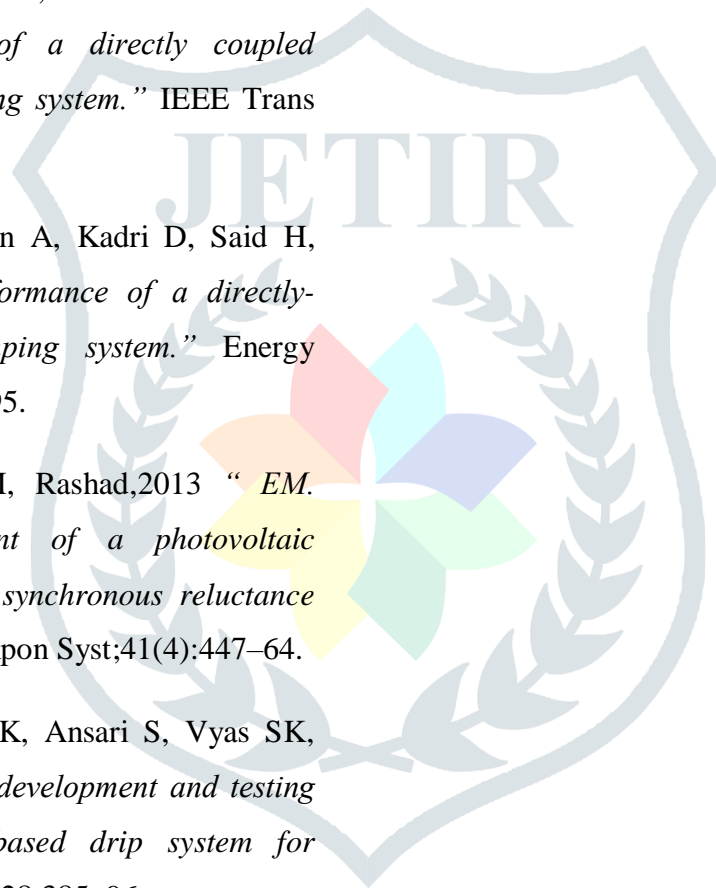 of a directly coupled
ng system.” IEEE Trans
JETIR
n A, Kadri D, Said H,
formance of a directly-
ping system.” Energy
95.
I, Rashad,2013 “ EM.
nt of a photovoltaic
synchronous reluctance
pon Syst;41(4):447–64.
K, Ansari S, Vyas SK,
development and testing
based drip system for